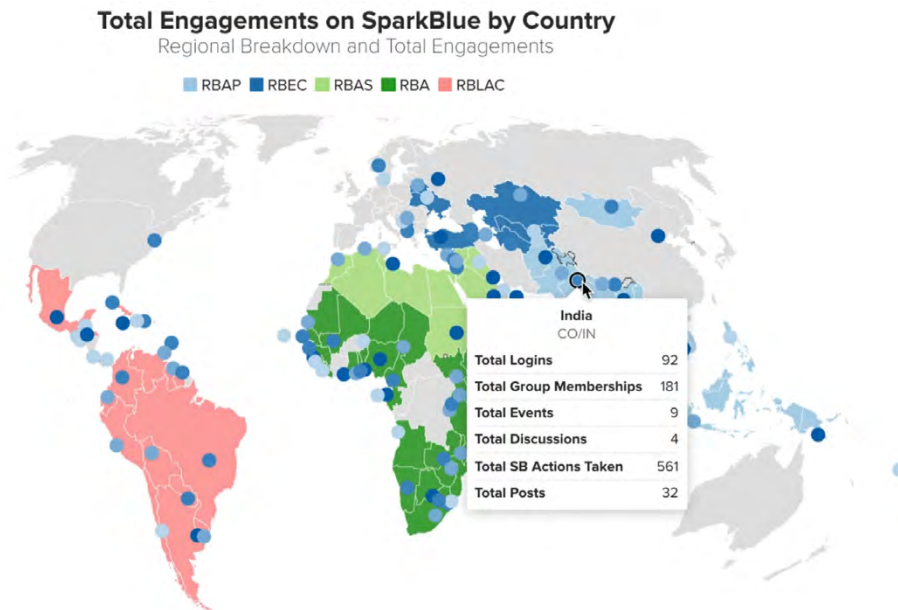 Total Engagements on SparkBlue by Country
Regional Breakdown and Total Engagements
RBAP RBEC RBAS RBA RBLAC
India
CO/IN
Total Logins 92
Total Group Memberships 181
Total Events 9
Total Discussions 4
Total SB Actions Taken 561
Total Posts 32